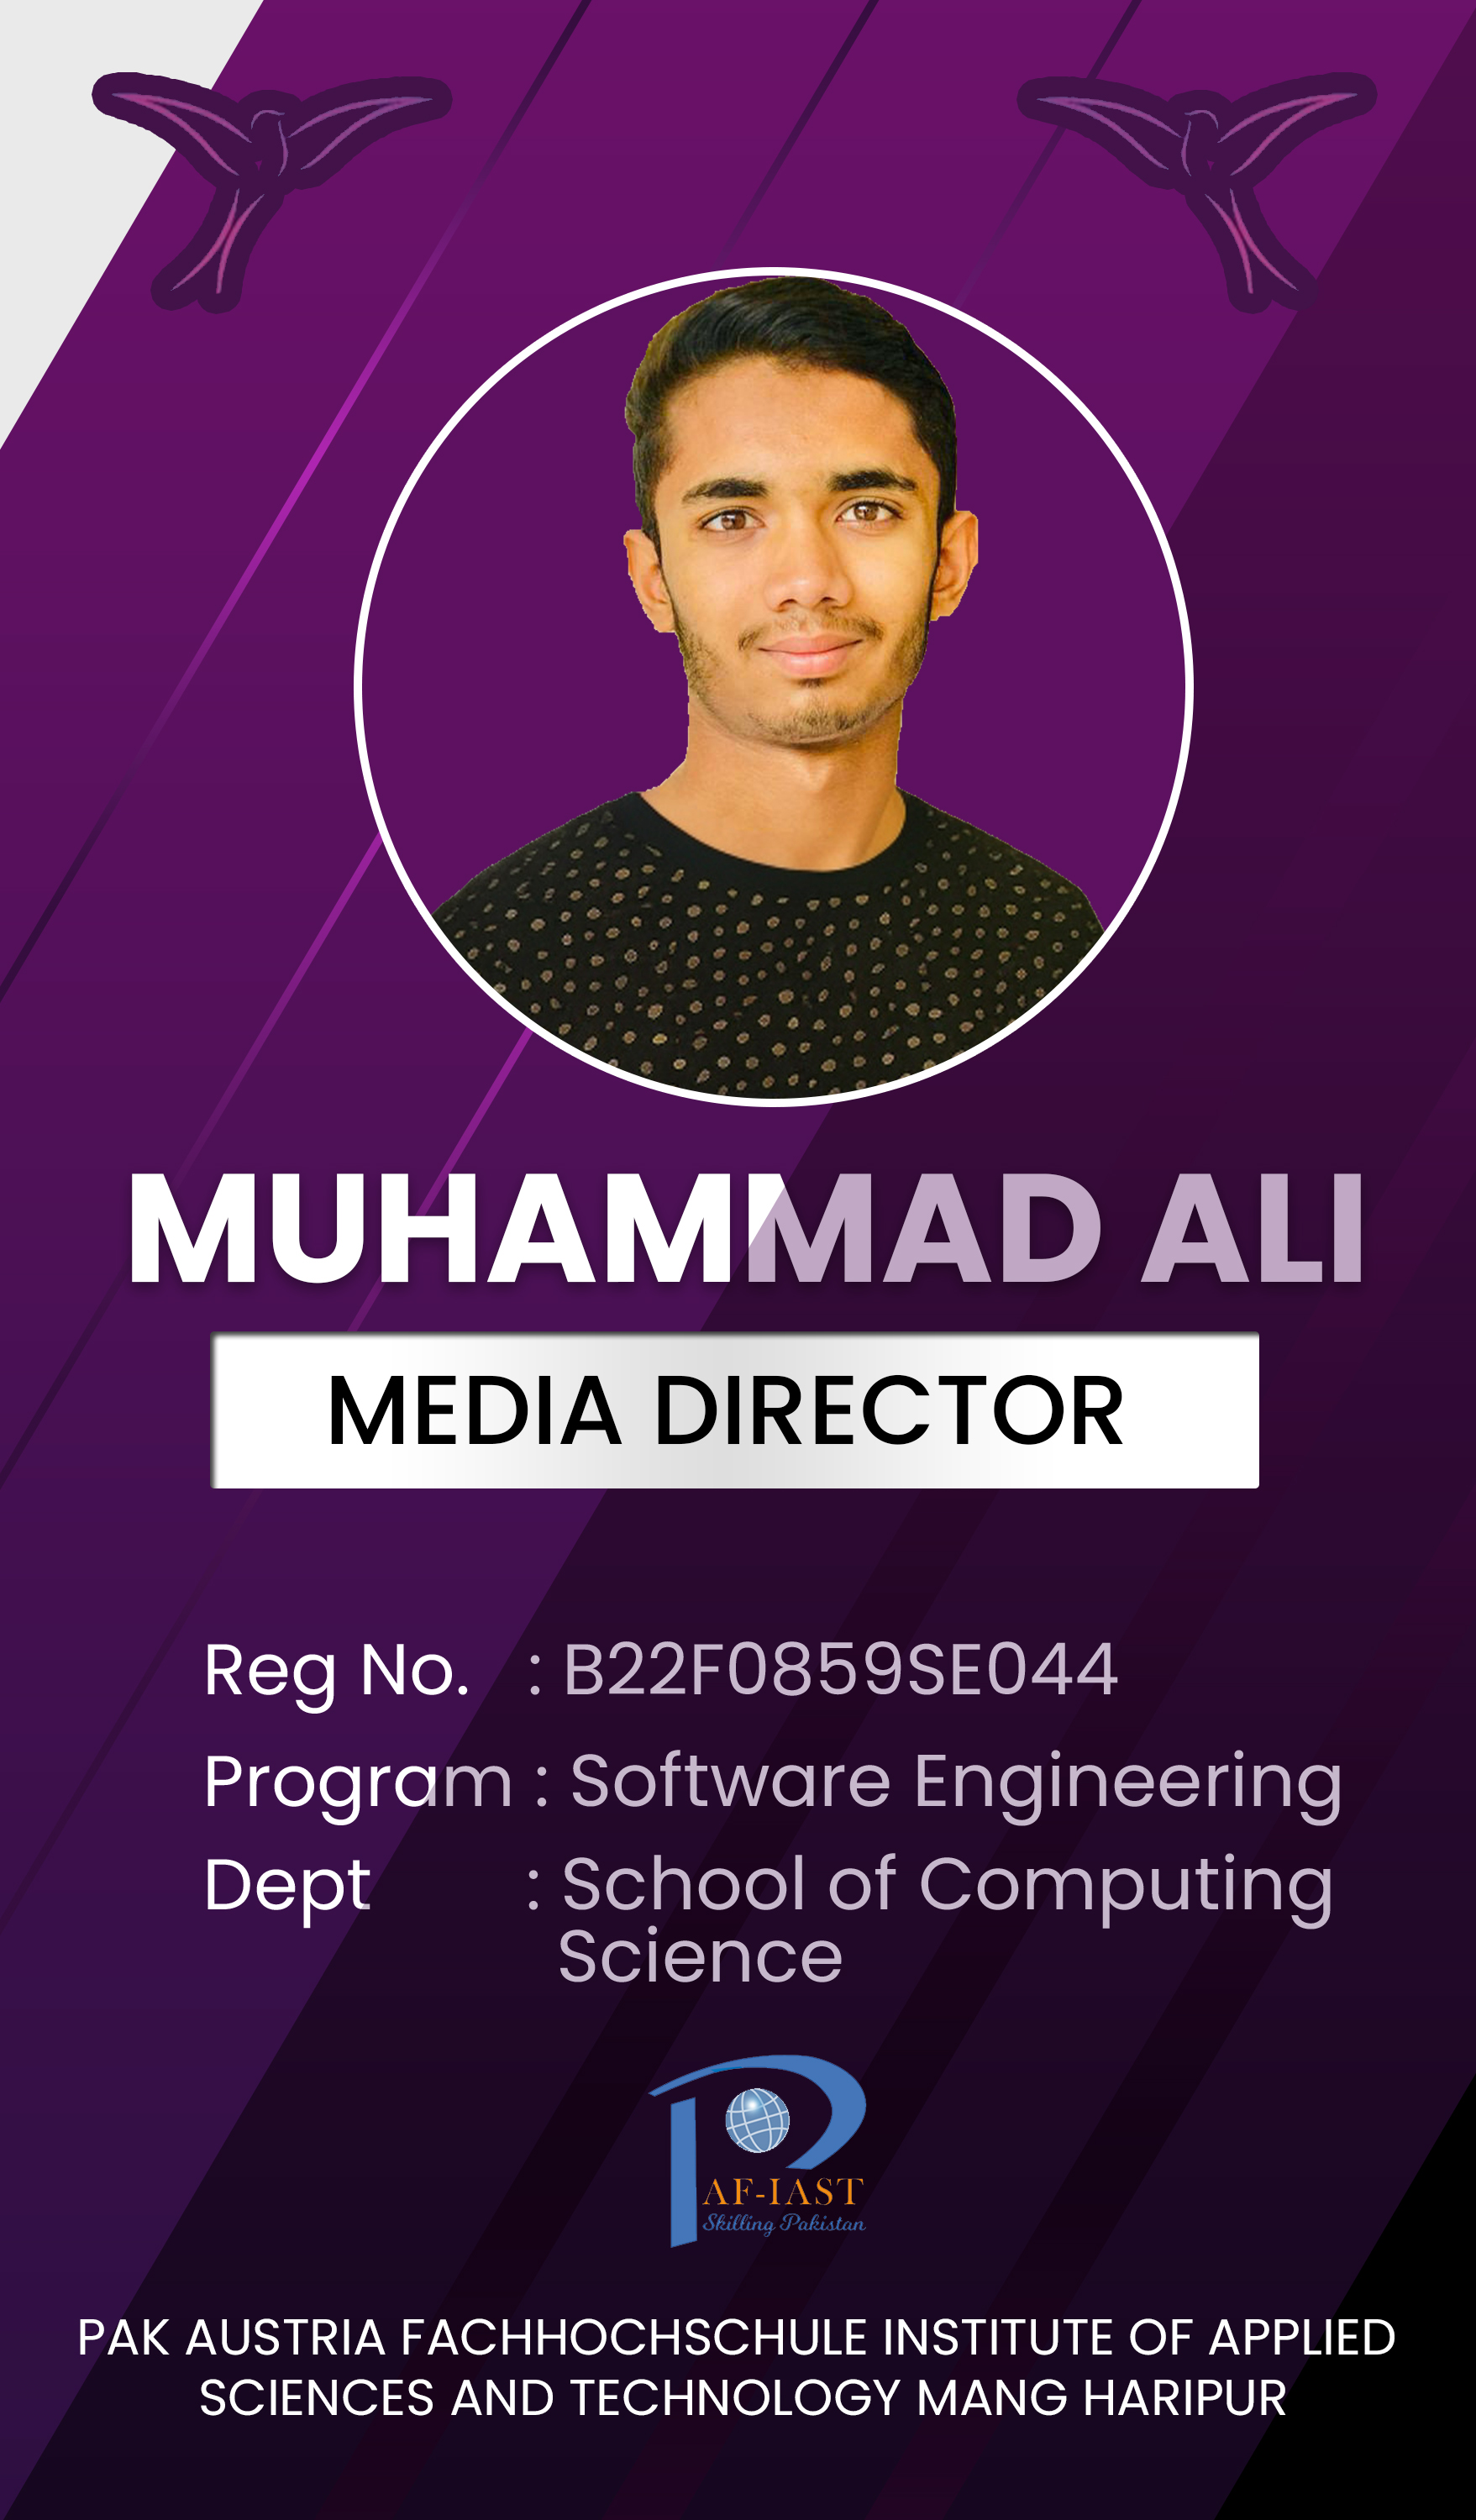 MUHAMMAD ALI
MEDIA DIRECTOR
Reg No. : B22F0859SE044
Program : Software Engineering
Dept : School of Computing
Science
PAF-IAST
Skilling Pakistan
PAK AUSTRIA FACHHOCHSCHULE INSTITUTE OF APPLIED
SCIENCES AND TECHNOLOGY MANG HARIPUR